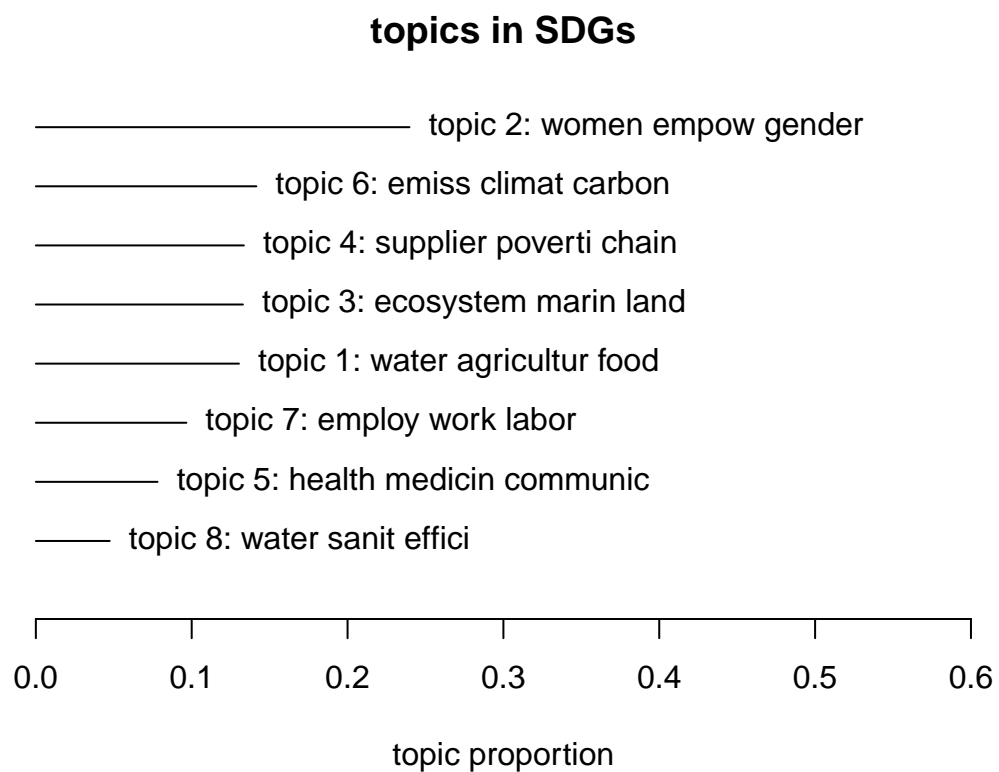 topics in SDGs
topic 2: women empow gender
topic 6: emiss climat carbon
topic 4: supplier poverti chain
topic 3: ecosystem marin land
topic 1: water agricultur food
topic 7: employ work labor
topic 5: health medicin communic
topic 8: water sanit effici
0.0 0.1 0.2 0.3 0.4 0.5 0.6
topic proportion